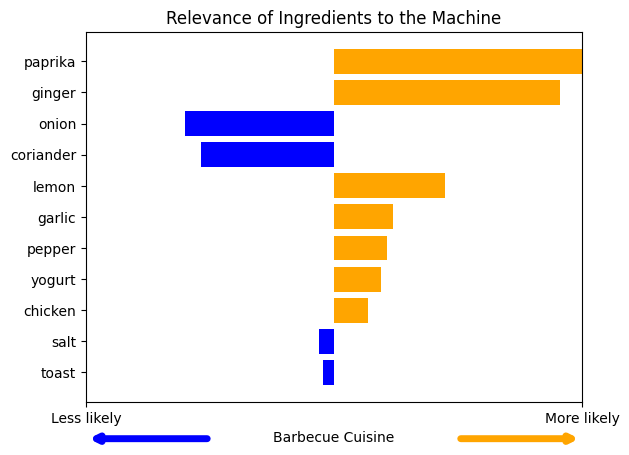 Relevance of Ingredients to the Machine
paprika
ginger
onion
coriander
lemon
garlic
pepper
yogurt
chicken
salt
toast
Less likely
More likely
Barbecue Cuisine